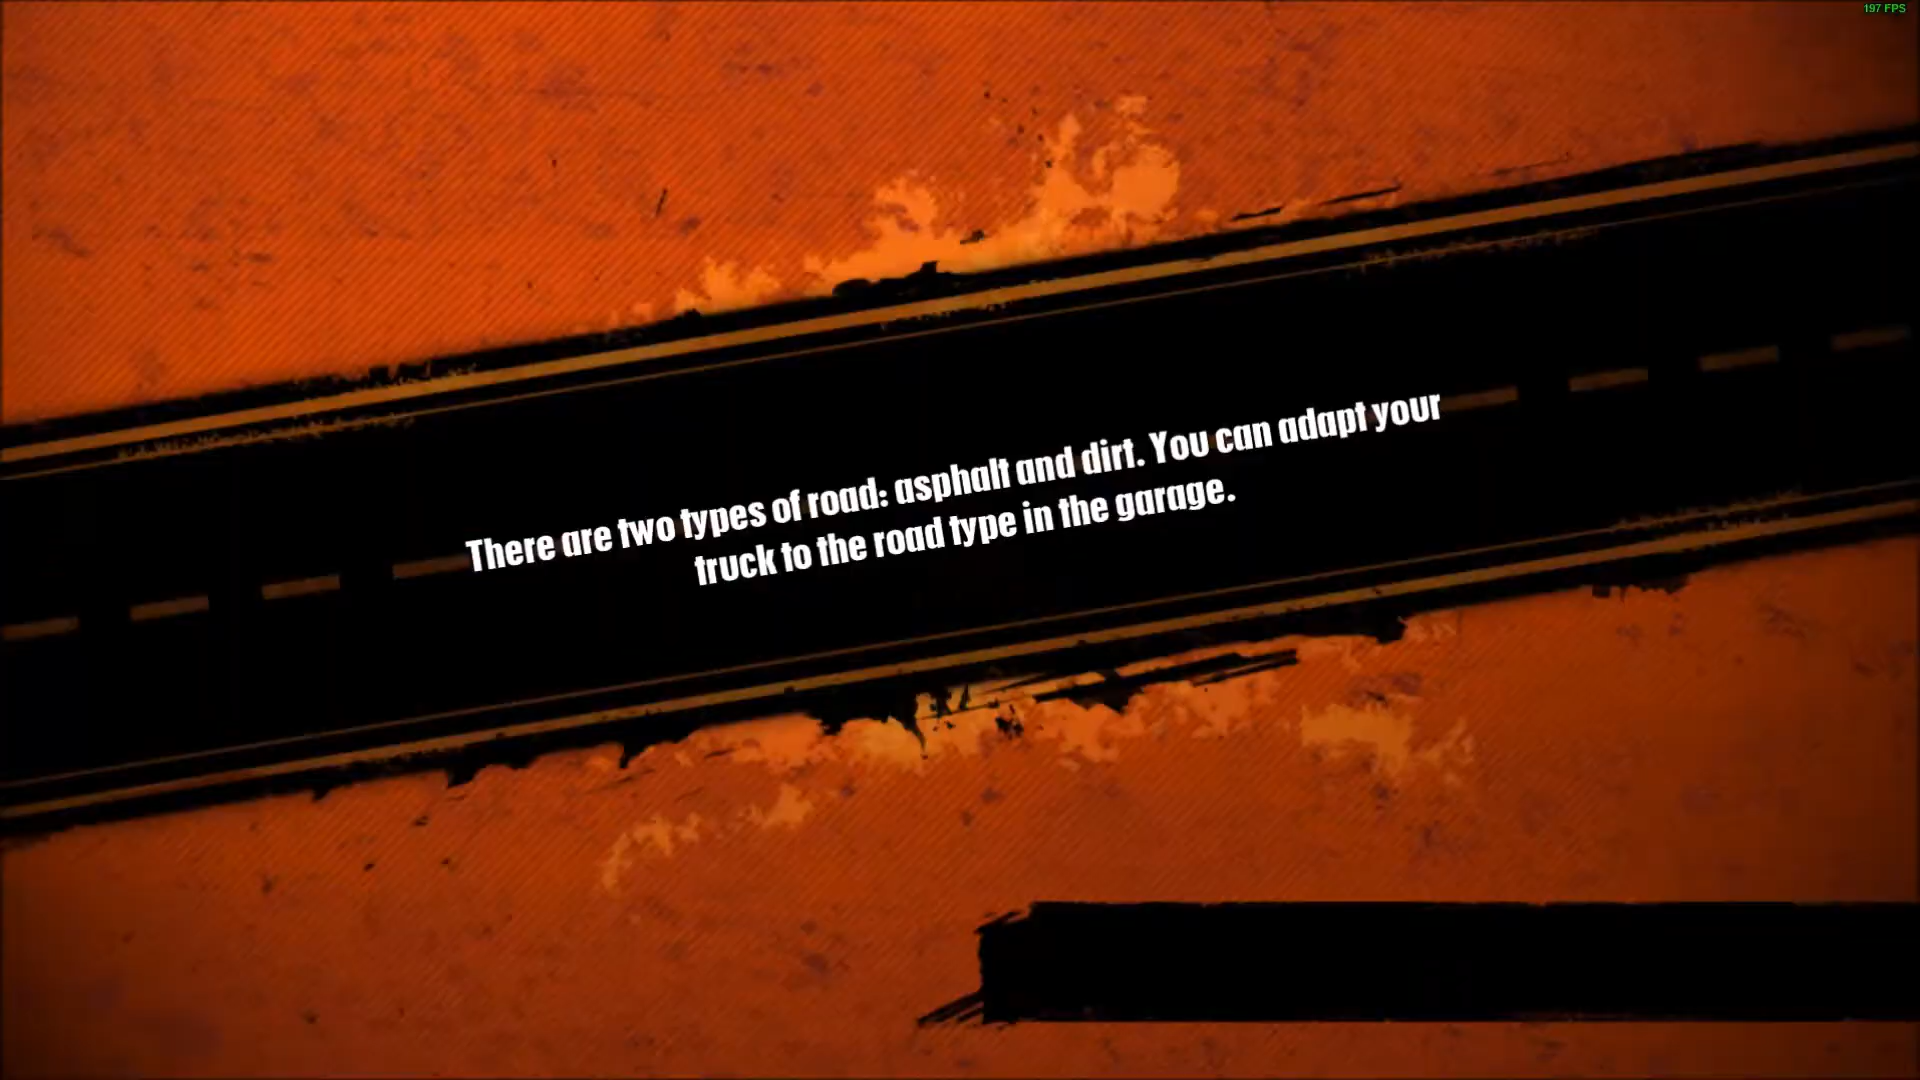 197 FPS
There are two types of road: asphalt and dirt. You can adapt your
truck to the road type in the garage.